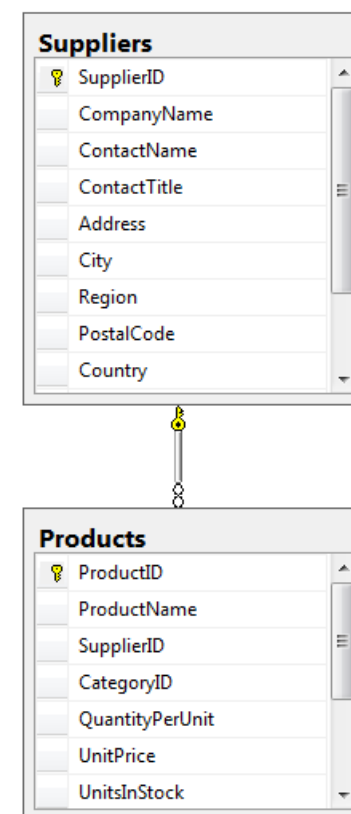 Suppliers
SupplierID
CompanyName
ContactName
ContactTitle
Address
City
Region
PostalCode
Country
Products
ProductID
ProductName
SupplierID
CategoryID
QuantityPerUnit
UnitPrice
UnitsInStock